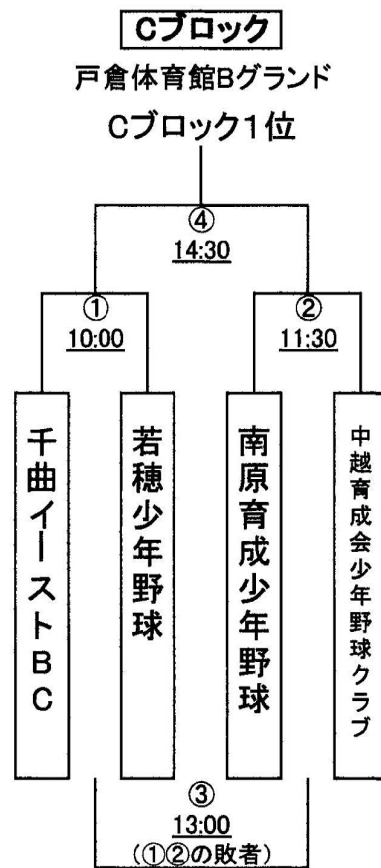 Cブロック
戸倉体育館Bグランド
Cブロック1位
④
14:30
①
10:00
②
11:30
千曲イーストBC
若穂少年野球
南原育成少年野球
中越育成会少年野球クラブ
③
13:00
(①②の敗者)